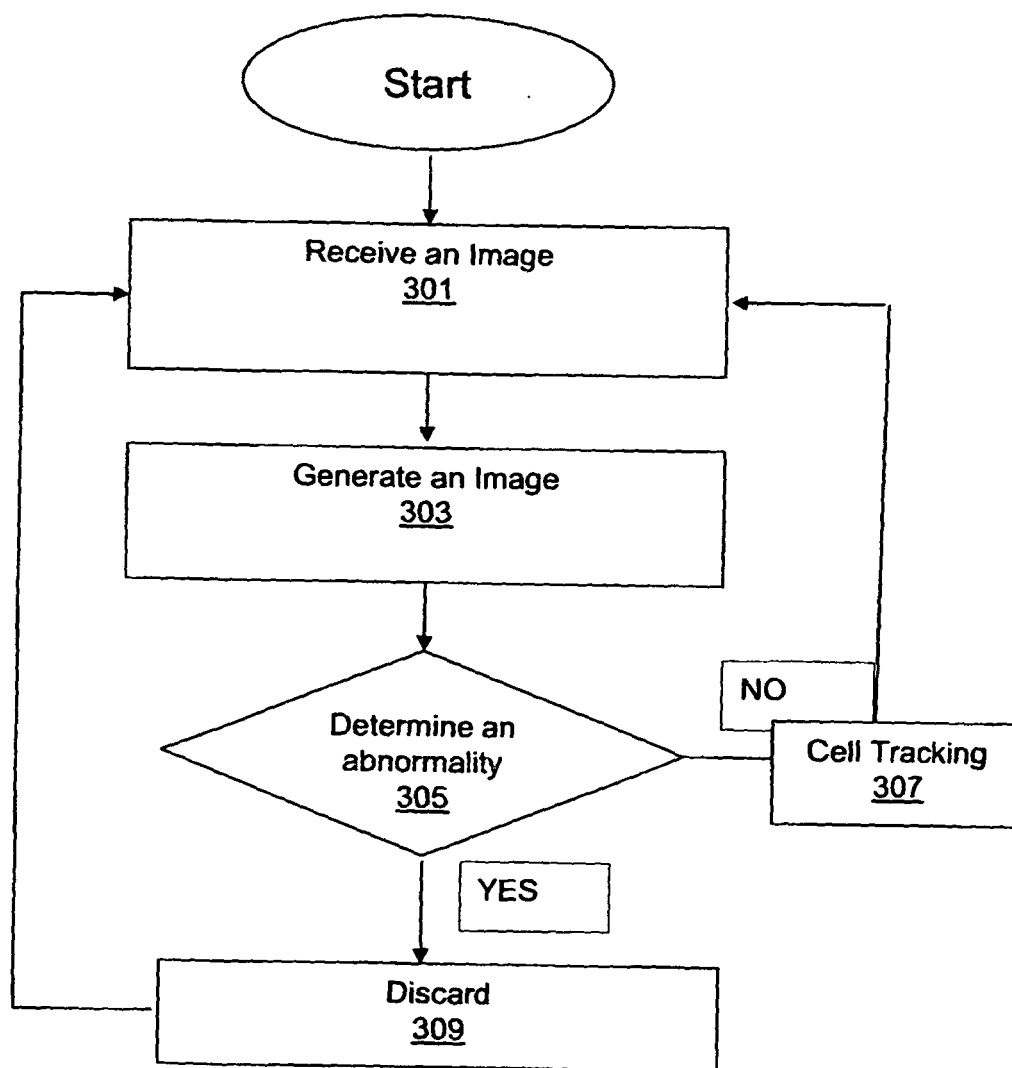 Start
Receive an Image
301
Generate an Image
303
Determine an
abnormality
305
NO
Cell Tracking
307
YES
Discard
309